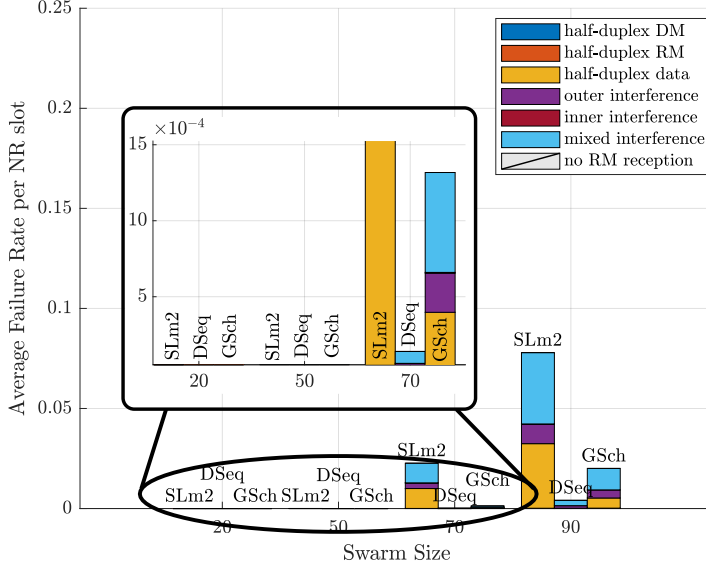 0.25
0.2
0.15
0.1
0.05
0
Average Failure Rate per NR slot
half-duplex DM
half-duplex RM
half-duplex data
outer interference
inner interference
mixed interference
no RM reception
15 ×10⁻⁴
10
5
SLm2 DSeq GSch SLm2 DSeq GSch SLm2 DSeq GSch
20 50 70
SLm2 DSeq GSch SLm2 DSeq GSch SLm2 DSeq GSch SLm2 DSeq GSch
20 50 70 90
Swarm Size